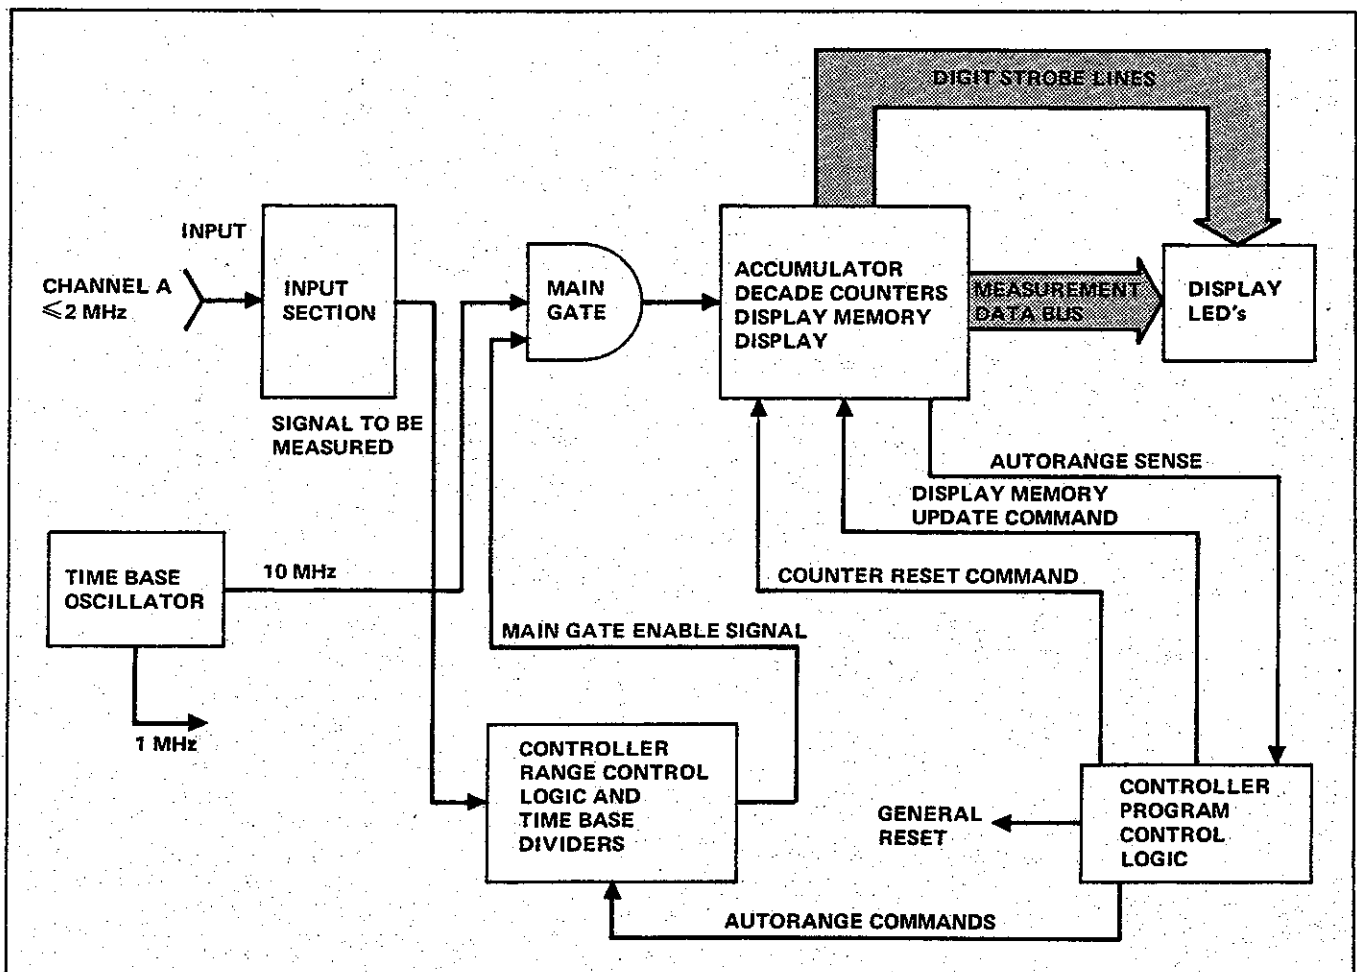 DIGIT STROBE LINES
INPUT
CHANNEL A
≤2 MHz
INPUT
SECTION
MAIN
GATE
ACCUMULATOR
DECADE COUNTERS
DISPLAY MEMORY
DISPLAY
MEASUREMENT
DATA BUS
DISPLAY
LED's
SIGNAL TO BE
MEASURED
AUTORANGE SENSE
DISPLAY MEMORY
UPDATE COMMAND
TIME BASE
OSCILLATOR
10 MHz
COUNTER RESET COMMAND
MAIN GATE ENABLE SIGNAL
1 MHz
CONTROLLER
RANGE CONTROL
LOGIC AND
TIME BASE
DIVIDERS
GENERAL
RESET
CONTROLLER
PROGRAM
CONTROL
LOGIC
AUTORANGE COMMANDS